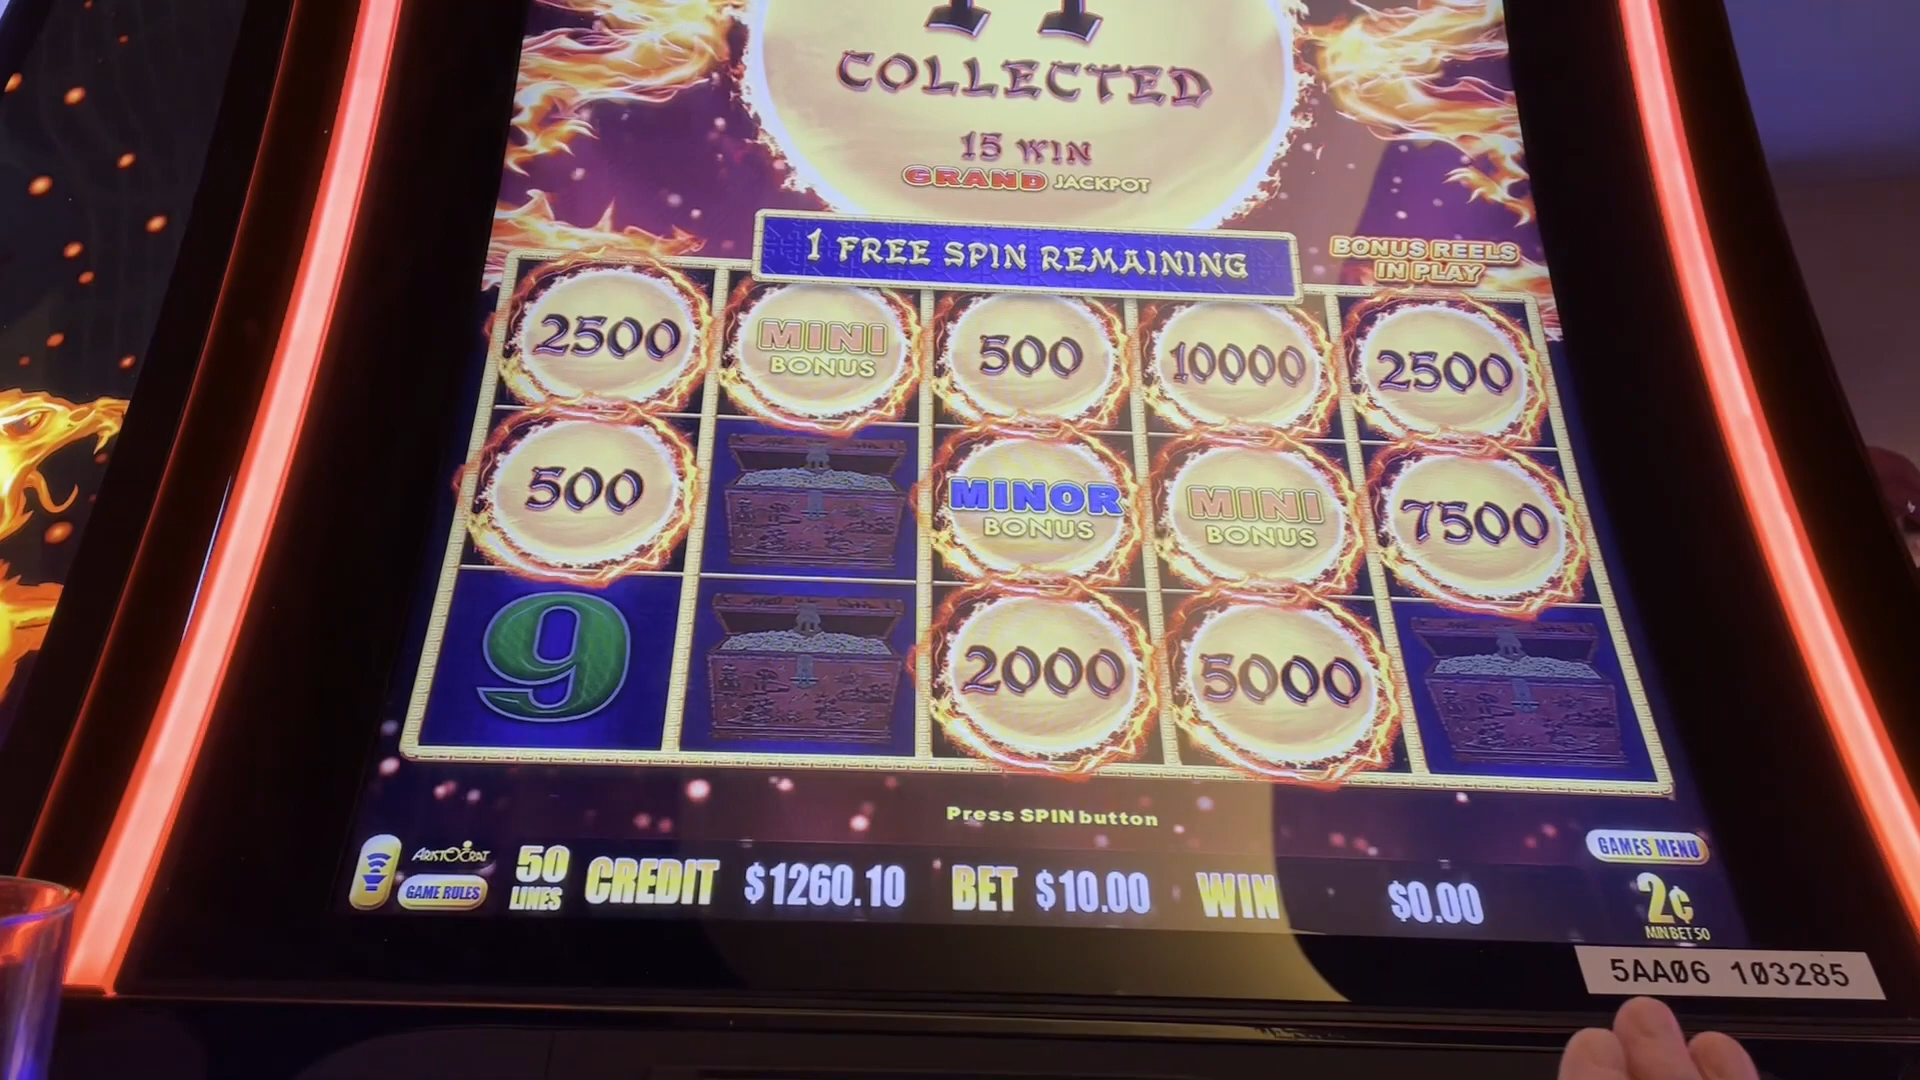 11
COLLECTED
15 WIN
GRAND JACKPOT
1 FREE SPIN REMAINING
BONUS REELS
IN PLAY
2500
MINI
BONUS
500
10000
2500
500
MINOR
BONUS
MINI
BONUS
7500
9
2000
5000
Press SPIN button
ARISTOCRAT
GAME RULES
50
LINES
CREDIT $1260.10
BET $10.00
WIN $0.00
GAMES MENU
2¢
MIN BET 50
5AA06 103285